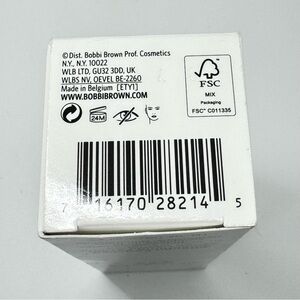 © Dist. Bobbi Brown Prof. Cosmetics
N.Y., N.Y. 10022
WLB LTD, GU32 3DD, UK
WLBS NV, OEVEL BE-2260
Made in Belgium [ETY1]
WWW.BOBBIBROWN.COM
24M
FSC
MIX
Packaging
FSC® C011335
7 16170 28214 5